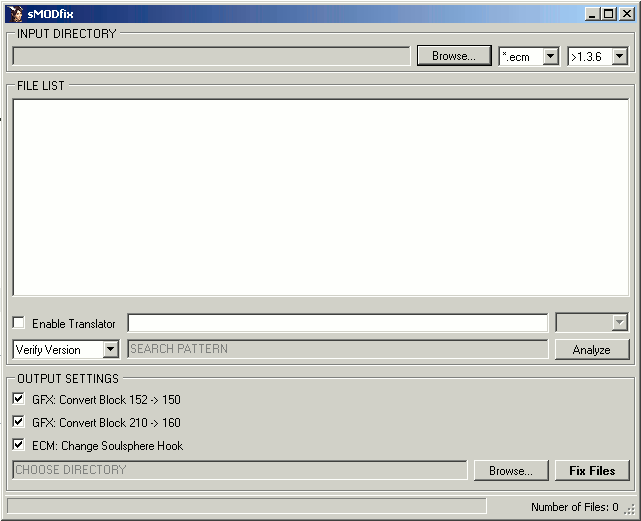 sMODfix
INPUT DIRECTORY
Browse... *.ecm >1.3.6
FILE LIST
Enable Translator
Verify Version SEARCH PATTERN Analyze
OUTPUT SETTINGS
GFX: Convert Block 152 -> 150
GFX: Convert Block 210 -> 160
ECM: Change Soulsphere Hook
CHOOSE DIRECTORY Browse... Fix Files
Number of Files: 0